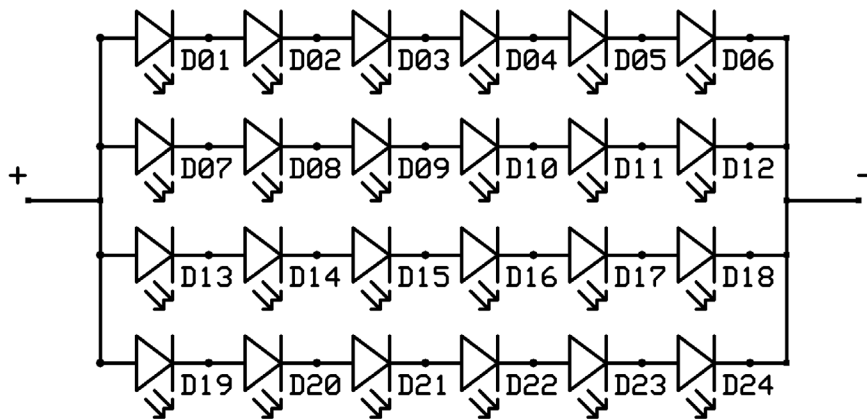 D01 D02 D03 D04 D05 D06
D07 D08 D09 D10 D11 D12
+ -
D13 D14 D15 D16 D17 D18
D19 D20 D21 D22 D23 D24